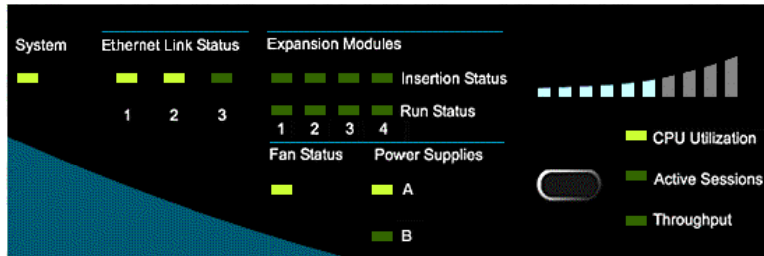 System
Ethernet Link Status
Expansion Modules
Insertion Status
Run Status
1 2 3
1 2 3 4
Fan Status
Power Supplies
A
B
CPU Utilization
Active Sessions
Throughput